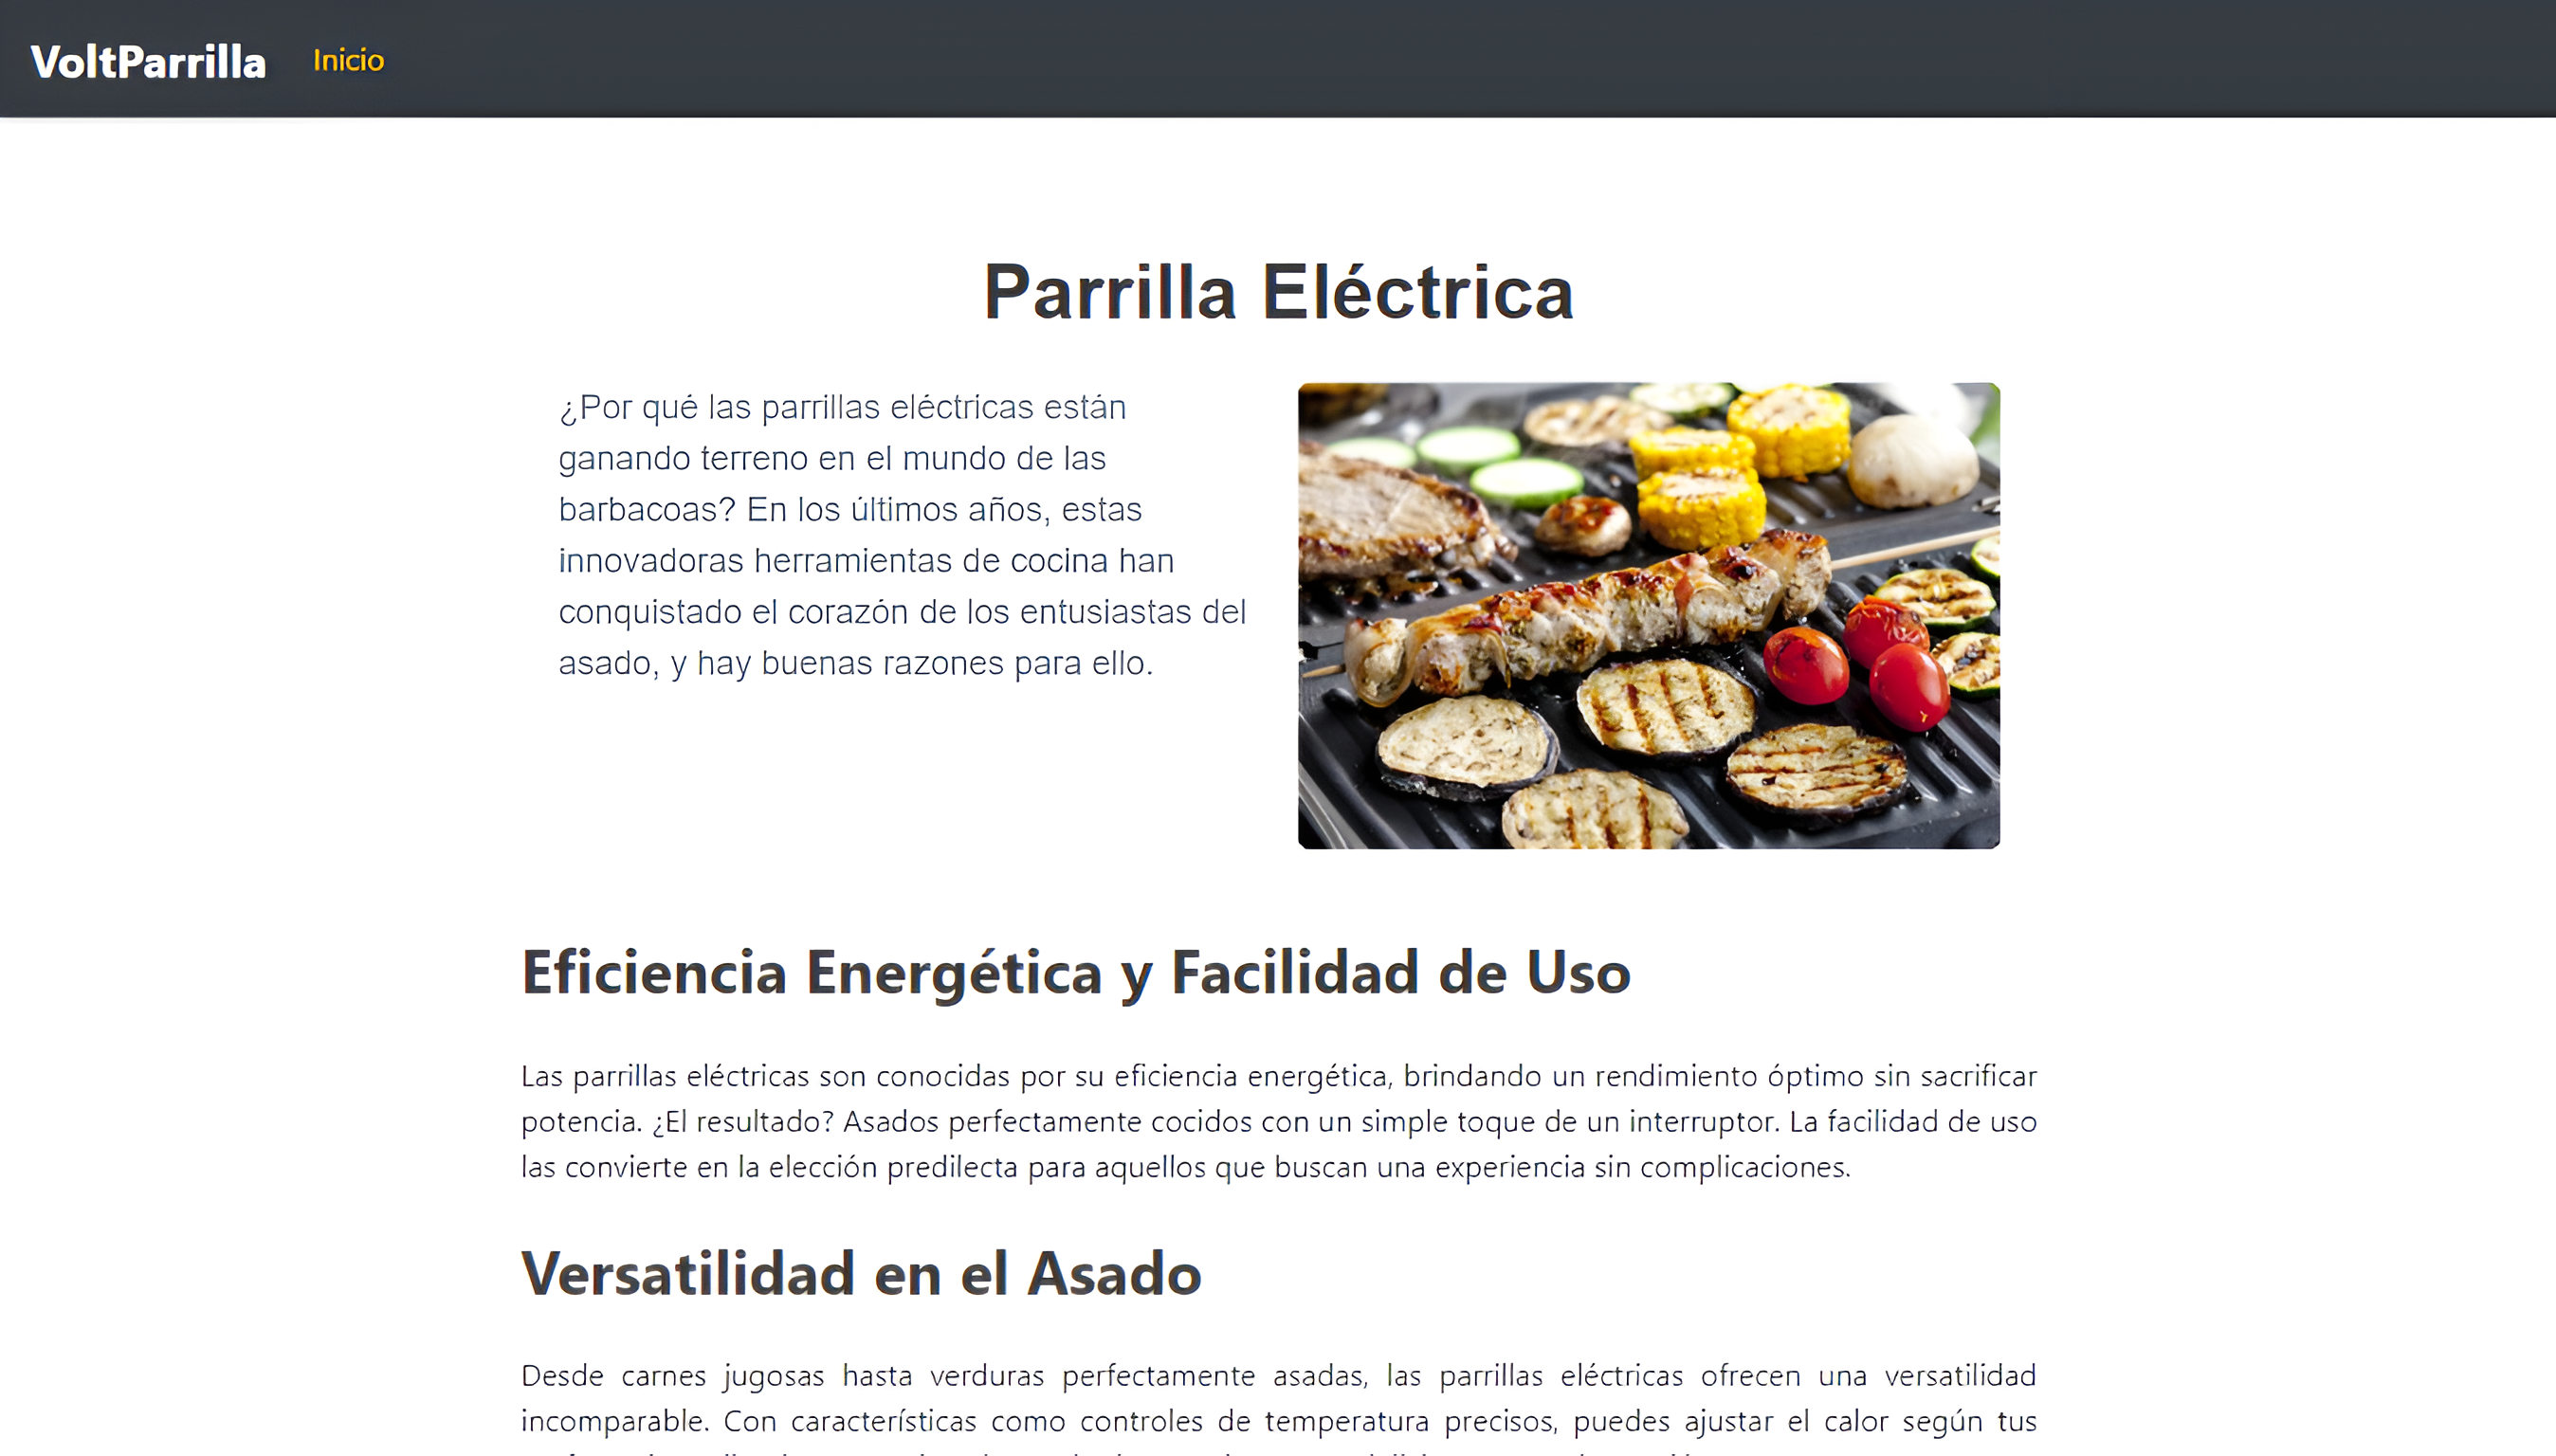 VoltParrilla Inicio
Parrilla Eléctrica
¿Por qué las parrillas eléctricas están
ganando terreno en el mundo de las
barbacoas? En los últimos años, estas
innovadoras herramientas de cocina han
conquistado el corazón de los entusiastas del
asado, y hay buenas razones para ello.
Eficiencia Energética y Facilidad de Uso
Las parrillas eléctricas son conocidas por su eficiencia energética, brindando un rendimiento óptimo sin sacrificar
potencia. ¿El resultado? Asados perfectamente cocidos con un simple toque de un interruptor. La facilidad de uso
las convierte en la elección predilecta para aquellos que buscan una experiencia sin complicaciones.
Versatilidad en el Asado
Desde carnes jugosas hasta verduras perfectamente asadas, las parrillas eléctricas ofrecen una versatilidad
incomparable. Con características como controles de temperatura precisos, puedes ajustar el calor según tus